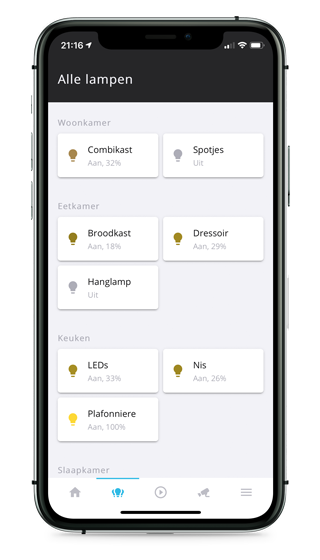 21:16
Alle lampen
Woonkamer
Combikast
Aan, 32%
Spotjes
Uit
Eetkamer
Broodkast
Aan, 18%
Dressoir
Aan, 29%
Hanglamp
Uit
Keuken
LEDs
Aan, 33%
Nis
Aan, 26%
Plafonniere
Aan, 100%
Slaapkamer